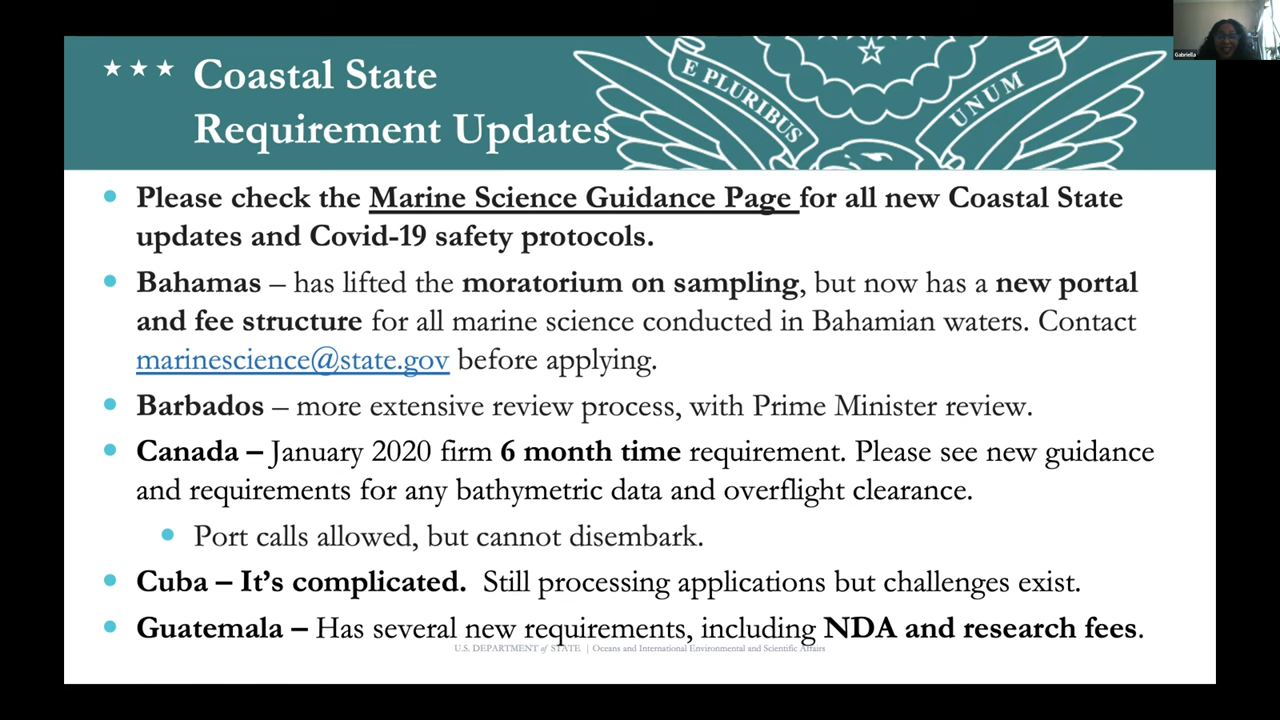 Coastal State
Requirement Updates
E PLURIBUS
UNUM
Gabriella
• Please check the Marine Science Guidance Page for all new Coastal State
updates and Covid-19 safety protocols.
• Bahamas – has lifted the moratorium on sampling, but now has a new portal
and fee structure for all marine science conducted in Bahamian waters. Contact
marinescience@state.gov before applying.
• Barbados – more extensive review process, with Prime Minister review.
• Canada – January 2020 firm 6 month time requirement. Please see new guidance
and requirements for any bathymetric data and overflight clearance.
• Port calls allowed, but cannot disembark.
• Cuba – It’s complicated. Still processing applications but challenges exist.
• Guatemala – Has several new requirements, including NDA and research fees.
U.S. DEPARTMENT of STATE | Oceans and International Environmental and Scientific Affairs